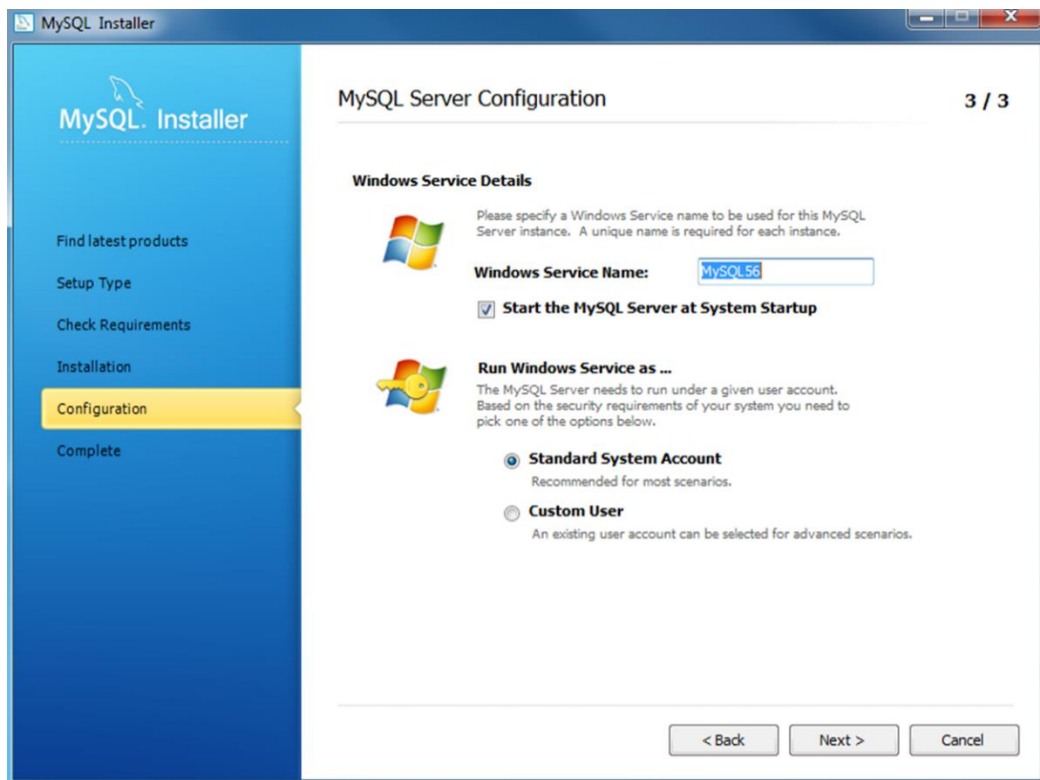 MySQL Installer
MySQL. Installer
Find latest products
Setup Type
Check Requirements
Installation
Configuration
Complete
MySQL Server Configuration
3 / 3
Windows Service Details
Please specify a Windows Service name to be used for this MySQL
Server instance. A unique name is required for each instance.
Windows Service Name: MySQL56
Start the MySQL Server at System Startup
Run Windows Service as ...
The MySQL Server needs to run under a given user account.
Based on the security requirements of your system you need to
pick one of the options below.
Standard System Account
Recommended for most scenarios.
Custom User
An existing user account can be selected for advanced scenarios.
< Back Next > Cancel